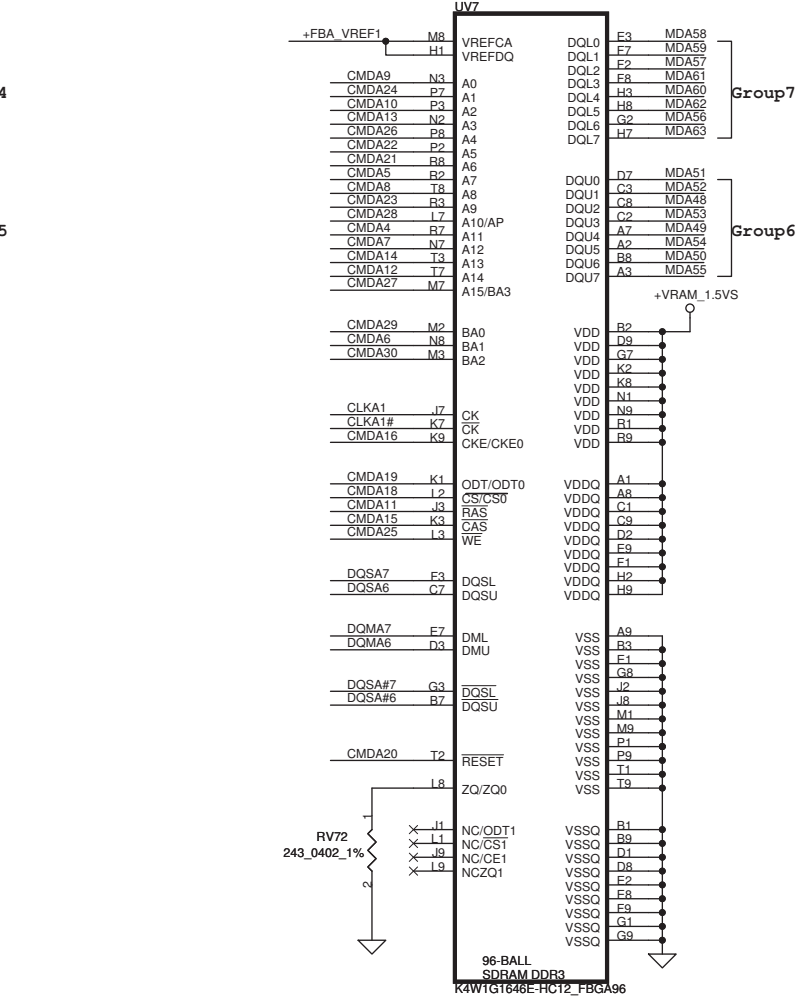 UV7
+FBA_VREF1 M8 VREFCA DQL0 E3 MDA58
H1 VREFDQ DQL1 F7 MDA59
DQL2 F2 MDA57
CMDA9 N3 A0 DQL3 F8 MDA61
4 CMDA24 P7 A1 DQL4 H3 MDA60 Group7
CMDA10 P3 A2 DQL5 H8 MDA62
CMDA13 N2 A3 DQL6 G2 MDA56
CMDA26 P8 A4 DQL7 H7 MDA63
CMDA22 P2 A5
CMDA21 R8 A6
CMDA5 R2 A7 DQU0 D7 MDA51
CMDA8 T8 A8 DQU1 C3 MDA52
CMDA23 R3 A9 DQU2 C8 MDA48
CMDA28 L7 A10/AP DQU3 C2 MDA53
5 CMDA4 R7 A11 DQU4 A7 MDA49 Group6
CMDA7 N7 A12 DQU5 A2 MDA54
CMDA14 T3 A13 DQU6 B8 MDA50
CMDA12 T7 A14 DQU7 A3 MDA55
CMDA27 M7 A15/BA3
+VRAM_1.5VS
CMDA29 M2 BA0 VDD B2
CMDA6 N8 BA1 VDD D9
CMDA30 M3 BA2 VDD G7
VDD K2
VDD K8
VDD N1
CLKA1 J7 CK VDD N9
CLKA1# K7 CK VDD R1
CMDA16 K9 CKE/CKE0 VDD R9
CMDA19 K1 ODT/ODT0 VDDQ A1
CMDA18 L2 CS/CS0 VDDQ A8
CMDA11 J3 RAS VDDQ C1
CMDA15 K3 CAS VDDQ C9
CMDA25 L3 WE VDDQ D2
VDDQ E9
VDDQ F1
DQSA7 F3 DQSL VDDQ H2
DQSA6 C7 DQSU VDDQ H9
DQMA7 E7 DML VSS A9
DQMA6 D3 DMU VSS B3
VSS E1
VSS G8
DQSA#7 G3 DQSL VSS J2
DQSA#6 B7 DQSU VSS J8
VSS M1
VSS M9
VSS P1
CMDA20 T2 RESET VSS P9
VSS T1
L8 ZQ/ZQ0 VSS T9
1
RV72
243_0402_1%
2
J1 NC/ODT1 VSSQ B1
L1 NC/CS1 VSSQ B9
J9 NC/CE1 VSSQ D1
L9 NCZQ1 VSSQ D8
VSSQ E2
VSSQ E8
VSSQ F9
VSSQ G1
VSSQ G9
96-BALL
SDRAM DDR3
K4W1G1646E-HC12_FBGA96